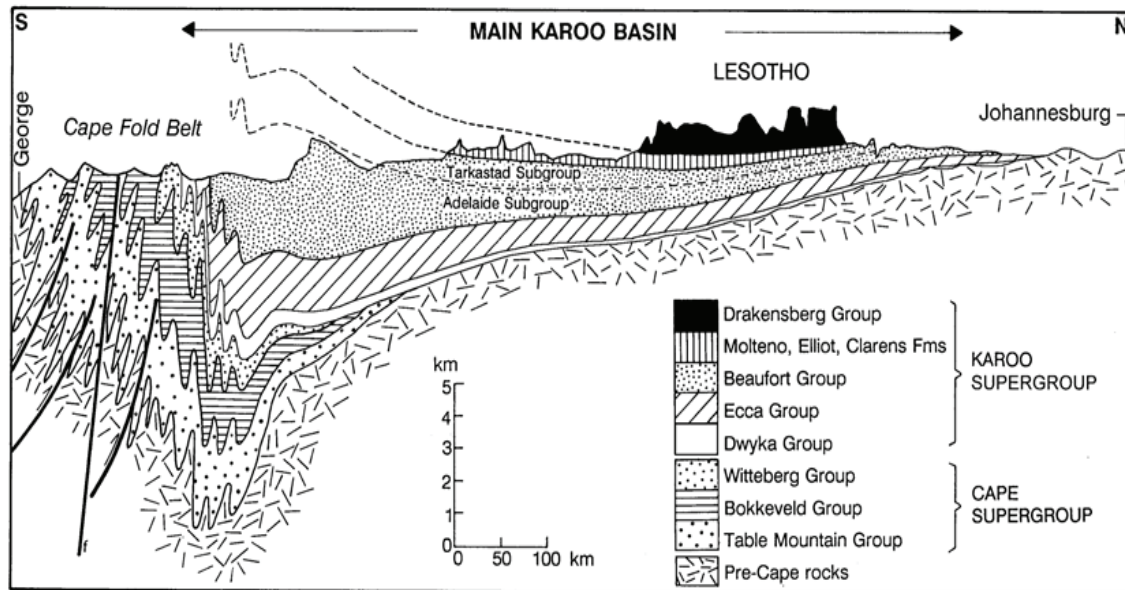 S
MAIN KAROO BASIN
N
LESOTHO
George
Cape Fold Belt
Johannesburg
Tarkastad Subgroup
Adelaide Subgroup
f
km
5
4
3
2
1
0
0 50 100
km
Drakensberg Group
Molteno, Elliot, Clarens Fms
Beaufort Group
Ecca Group
Dwyka Group
KAROO
SUPERGROUP
Witteberg Group
Bokkeveld Group
Table Mountain Group
CAPE
SUPERGROUP
Pre-Cape rocks